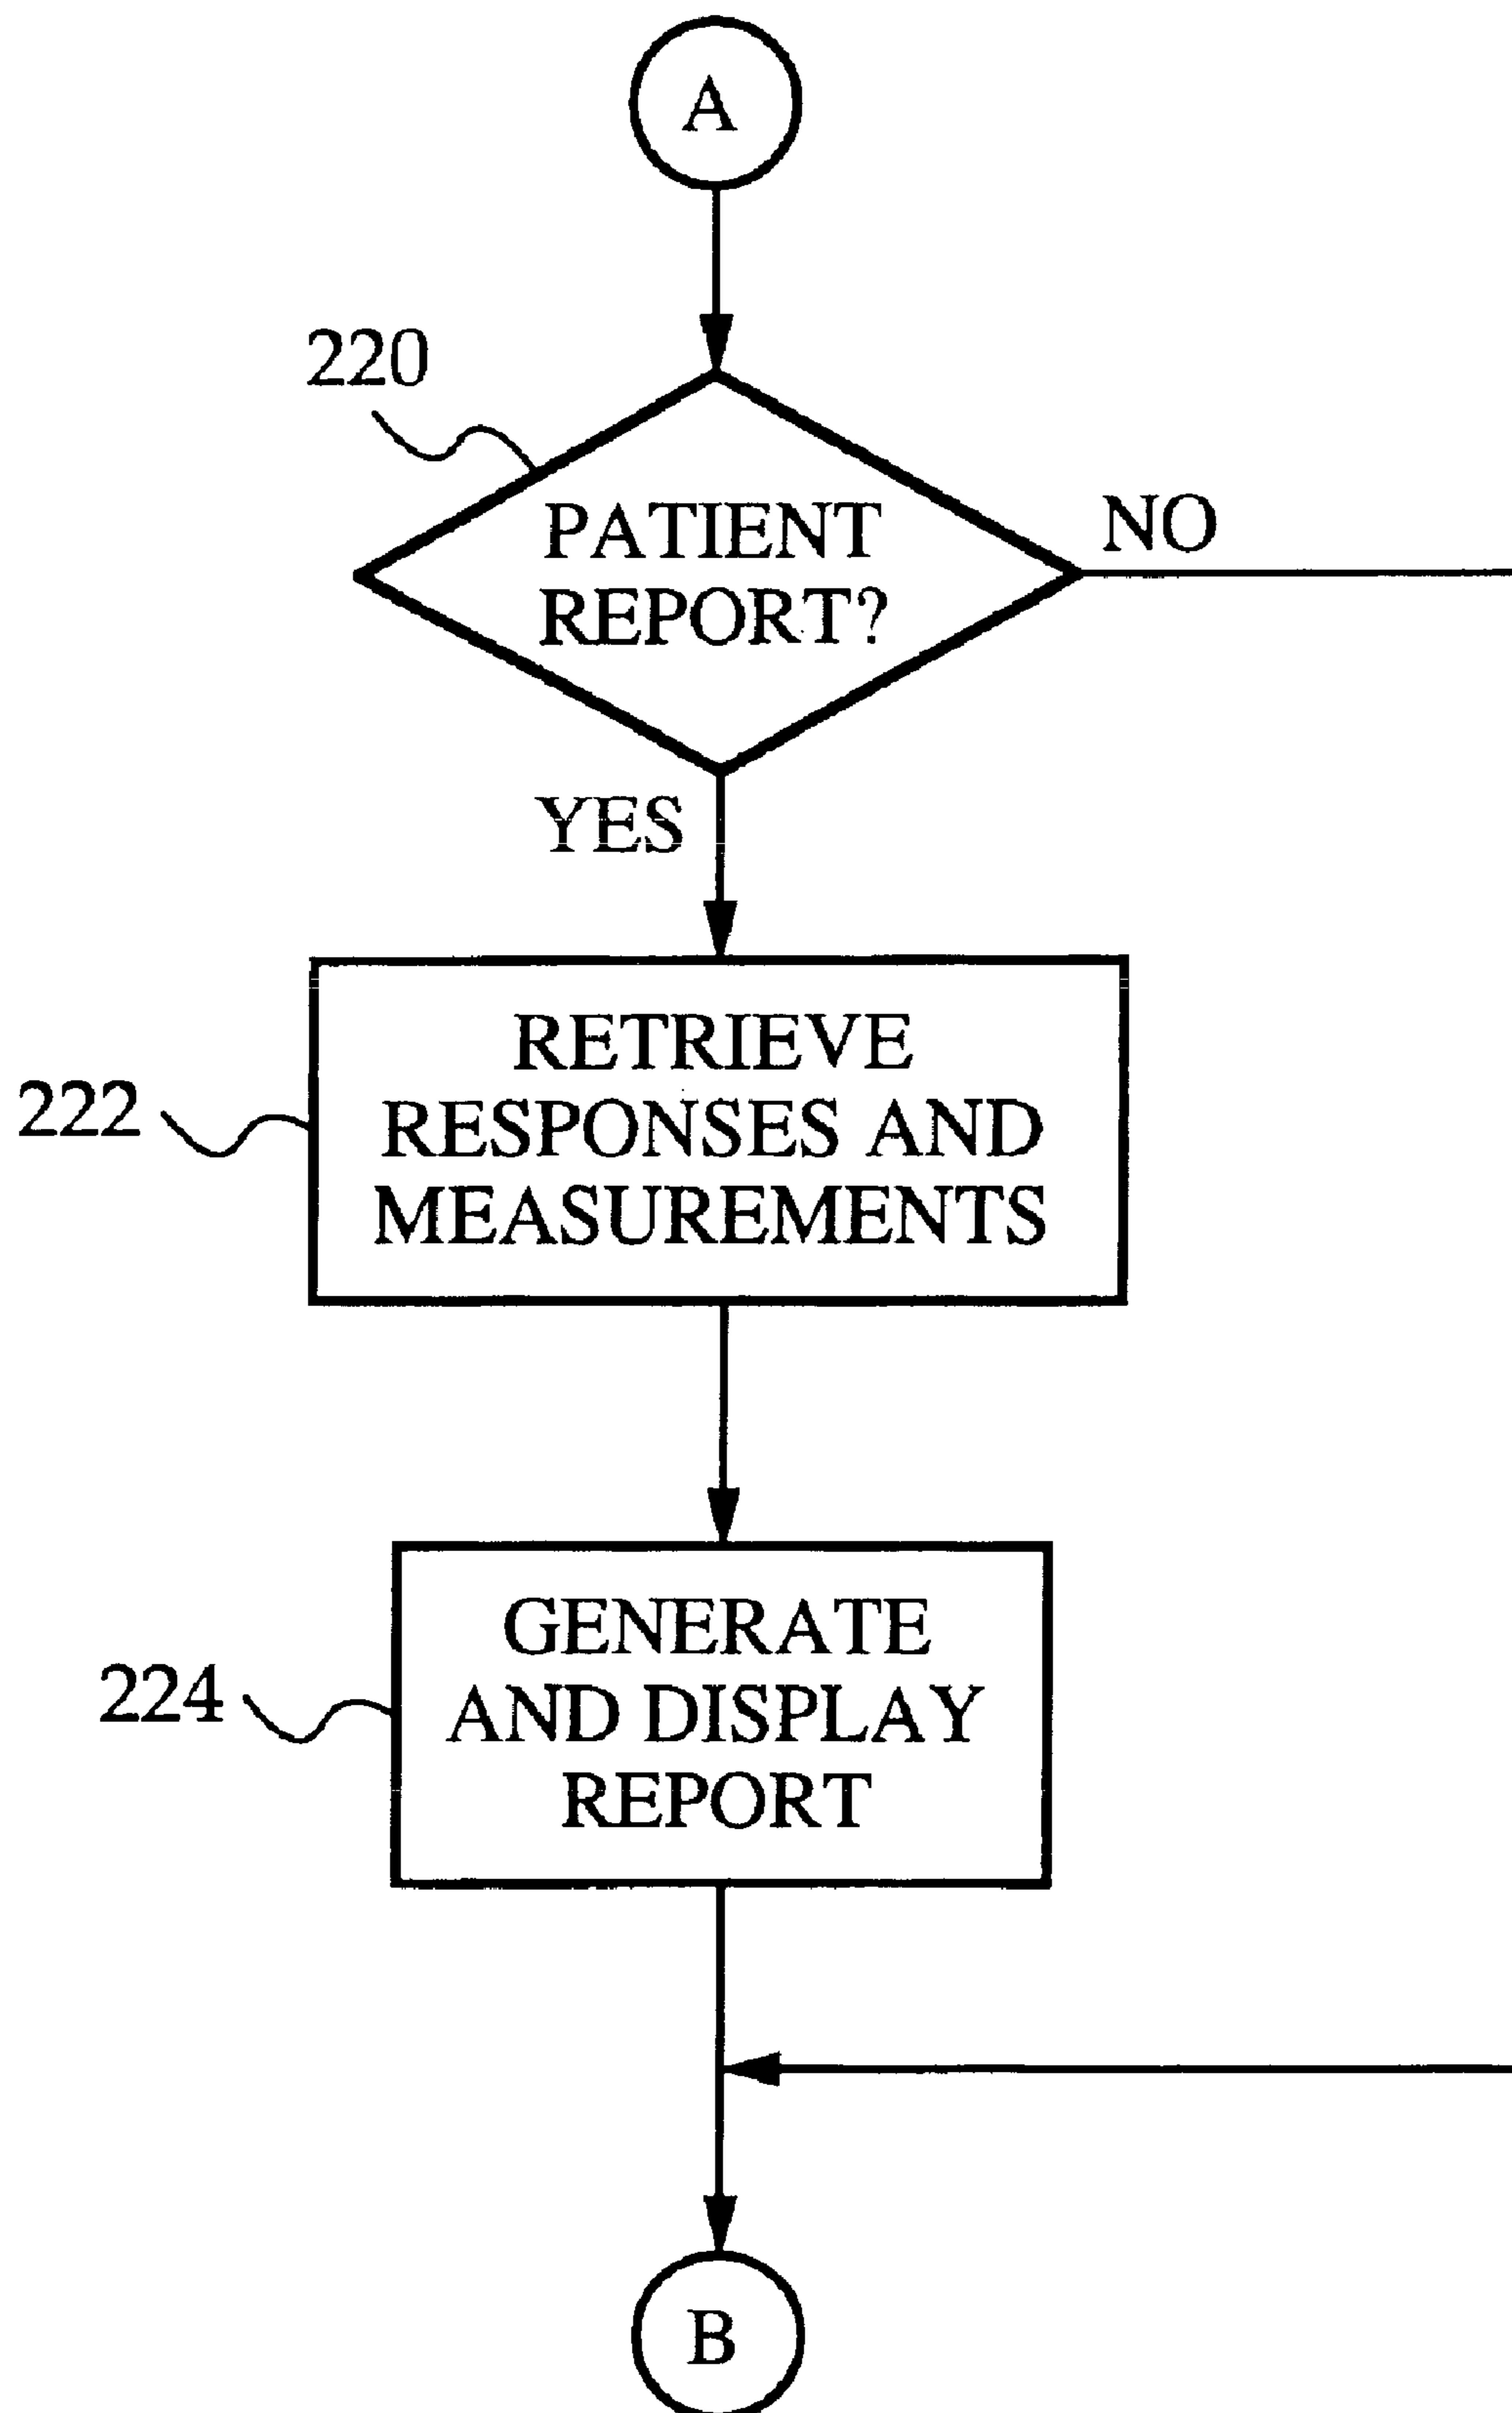 A
220
PATIENT
REPORT?
NO
YES
RETRIEVE
RESPONSES AND
MEASUREMENTS
222
GENERATE
AND DISPLAY
REPORT
224
B